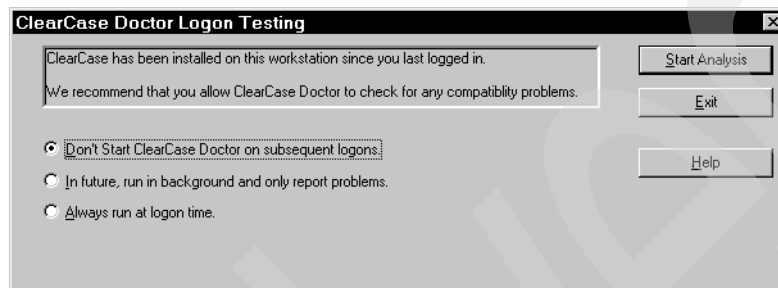 ClearCase Doctor Logon Testing
ClearCase has been installed on this workstation since you last logged in.
We recommend that you allow ClearCase Doctor to check for any compatiblity problems.
Start Analysis
Exit
Help
Don't Start ClearCase Doctor on subsequent logons.
In future, run in background and only report problems.
Always run at logon time.